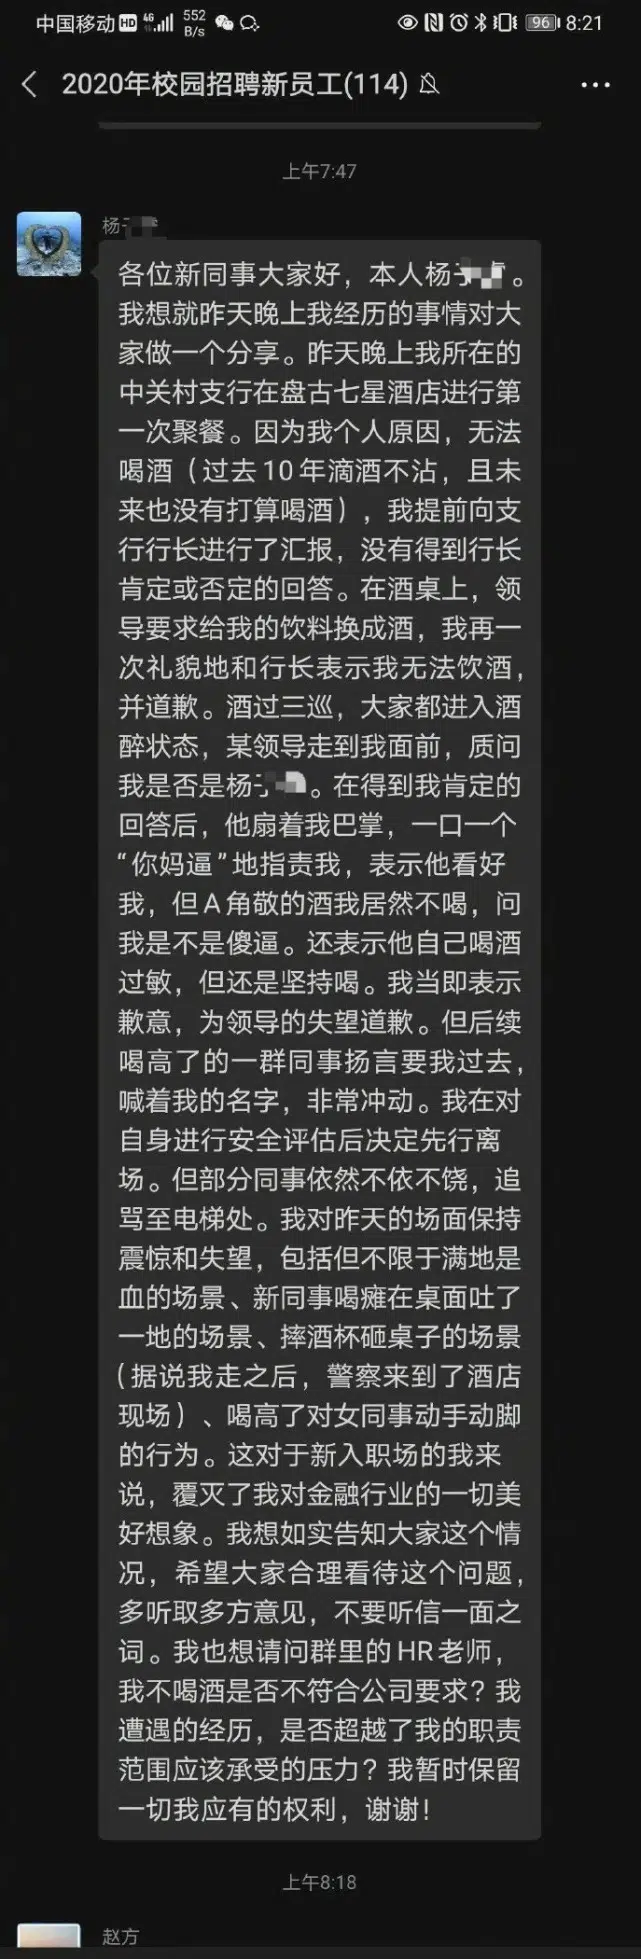 中国移动 HD 4G 552 B/s 96 8:21
2020年校园招聘新员工(114)
上午7:47
杨
各位新同事大家好，本人杨 。
我想就昨天晚上我经历的事情对大
家做一个分享。昨天晚上我所在的
中关村支行在盘古七星酒店进行第
一次聚餐。因为我个人原因，无法
喝酒（过去10年滴酒不沾，且未
来也没有打算喝酒），我提前向支
行行长进行了汇报，没有得到行长
肯定或否定的回答。在酒桌上，领
导要求给我的饮料换成酒，我再一
次礼貌地和行长表示我无法饮酒，
并道歉。酒过三巡，大家都进入酒
醉状态，某领导走到我面前，质问
我是否是杨 。在得到我肯定的
回答后，他扇着我巴掌，一口一个
“你妈逼”地指责我，表示他看好
我，但A角敬的酒我居然不喝，问
我是不是傻逼。还表示他自己喝酒
过敏，但还是坚持喝。我当即表示
歉意，为领导的失望道歉。但后续
喝高了的一群同事扬言要我过去，
喊着我的名字，非常冲动。我在对
自身进行安全评估后决定先行离
场。但部分同事依然不依不饶，追
骂至电梯处。我对昨天的场面保持
震惊和失望，包括但不限于满地是
血的场景、新同事喝瘫在桌面吐了
一地的场景、摔酒杯砸桌子的场景
(据说我走之后，警察来到了酒店
现场）、喝高了对女同事动手动脚
的行为。这对于新入职场的我来
说，覆灭了我对金融行业的一切美
好想象。我想如实告知大家这个情
况，希望大家合理看待这个问题，
多听取多方意见，不要听信一面之
词。我也想请问群里的HR老师，
我不喝酒是否不符合公司要求？我
遭遇的经历，是否超越了我的职责
范围应该承受的压力？我暂时保留
一切我应有的权利，谢谢！
上午8:18
赵方